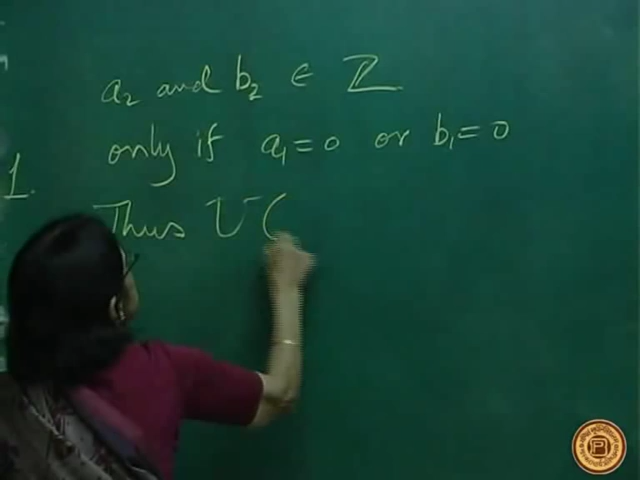 a₂ and b₂ ∈ ℤ
only if a₁ = 0 or b₁ = 0
1.
Thus U(